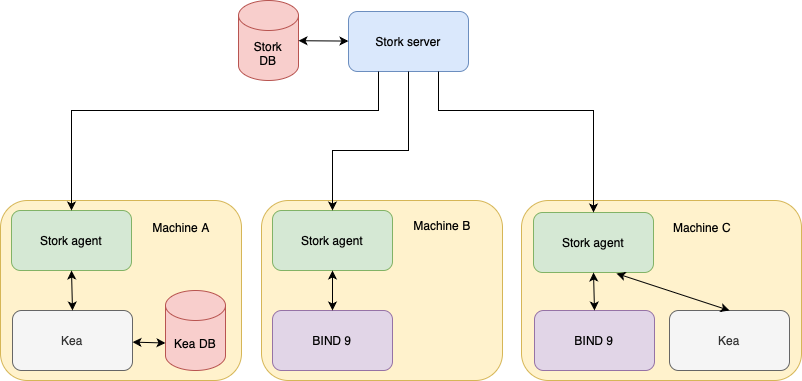 Stork
DB
Stork server
Machine A
Stork agent
Kea
Kea DB
Machine B
Stork agent
BIND 9
Machine C
Stork agent
BIND 9
Kea